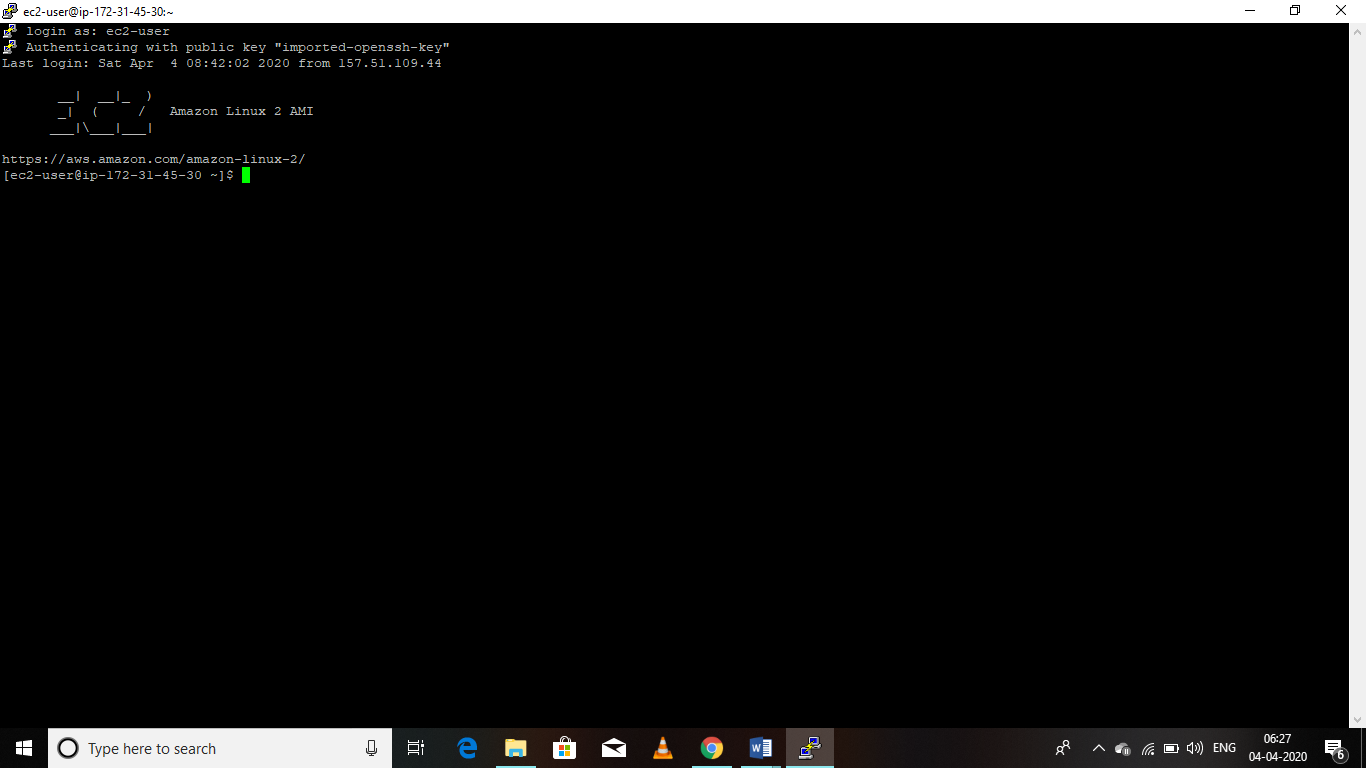 ec2-user@ip-172-31-45-30:~
login as: ec2-user
Authenticating with public key "imported-openssh-key"
Last login: Sat Apr  4 08:42:02 2020 from 157.51.109.44
       __|  __|_  )
       _|  (     /   Amazon Linux 2 AMI
      ___|\___|___|
https://aws.amazon.com/amazon-linux-2/
[ec2-user@ip-172-31-45-30 ~]$
Type here to search
ENG
06:27
04-04-2020
6